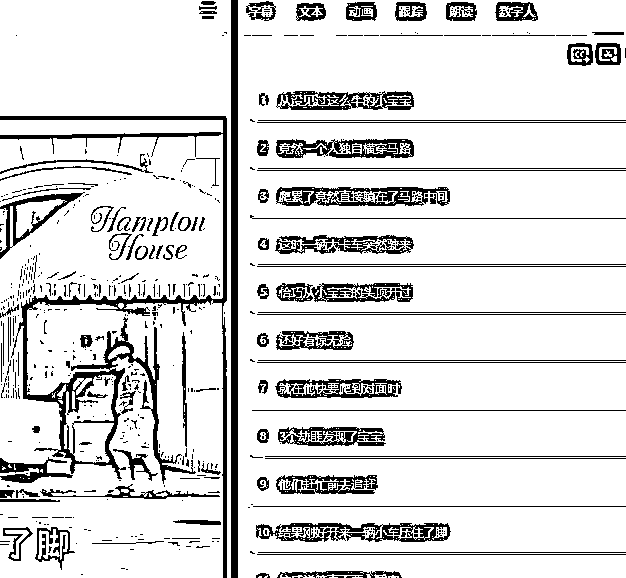 字幕 文本 动画 跟踪 朗读 数字人
1 从没见过这么牛的小宝宝
2 竟然一个人独自横穿马路
3 爬累了竟然直接躺在了马路中间
4 这时一辆大卡车突然驶来
5 恰巧从小宝宝的头顶开过
6 还好有惊无险
7 就在他快要爬到对面时
8 3个劫匪发现了宝宝
9 他们赶忙前去追赶
10 结果刚好开来一辆小车压住了脚
Hampton
House
了脚